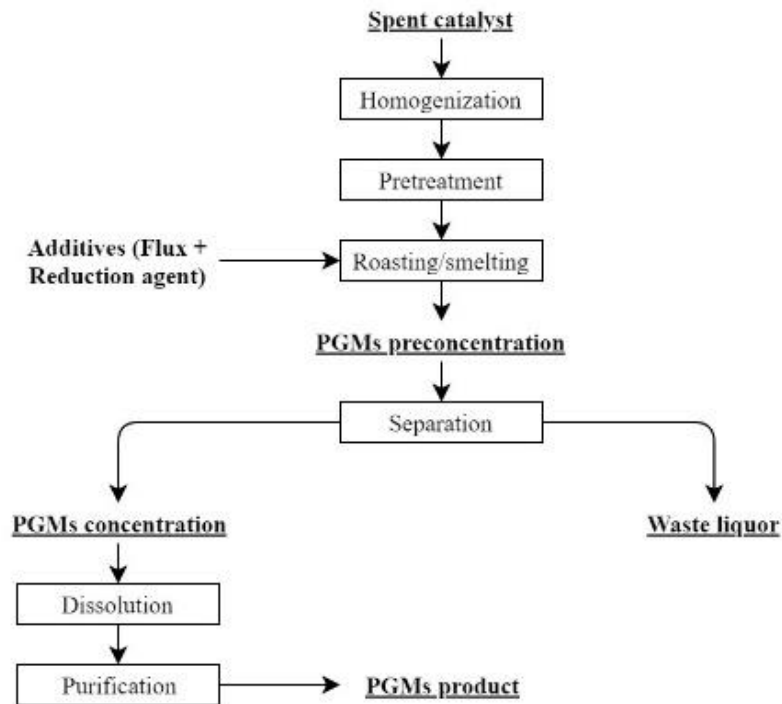 Spent catalyst
Homogenization
Pretreatment
Additives (Flux +
Reduction agent)
Roasting/smelting
PGMs preconcentration
Separation
PGMs concentration
Waste liquor
Dissolution
Purification
PGMs product